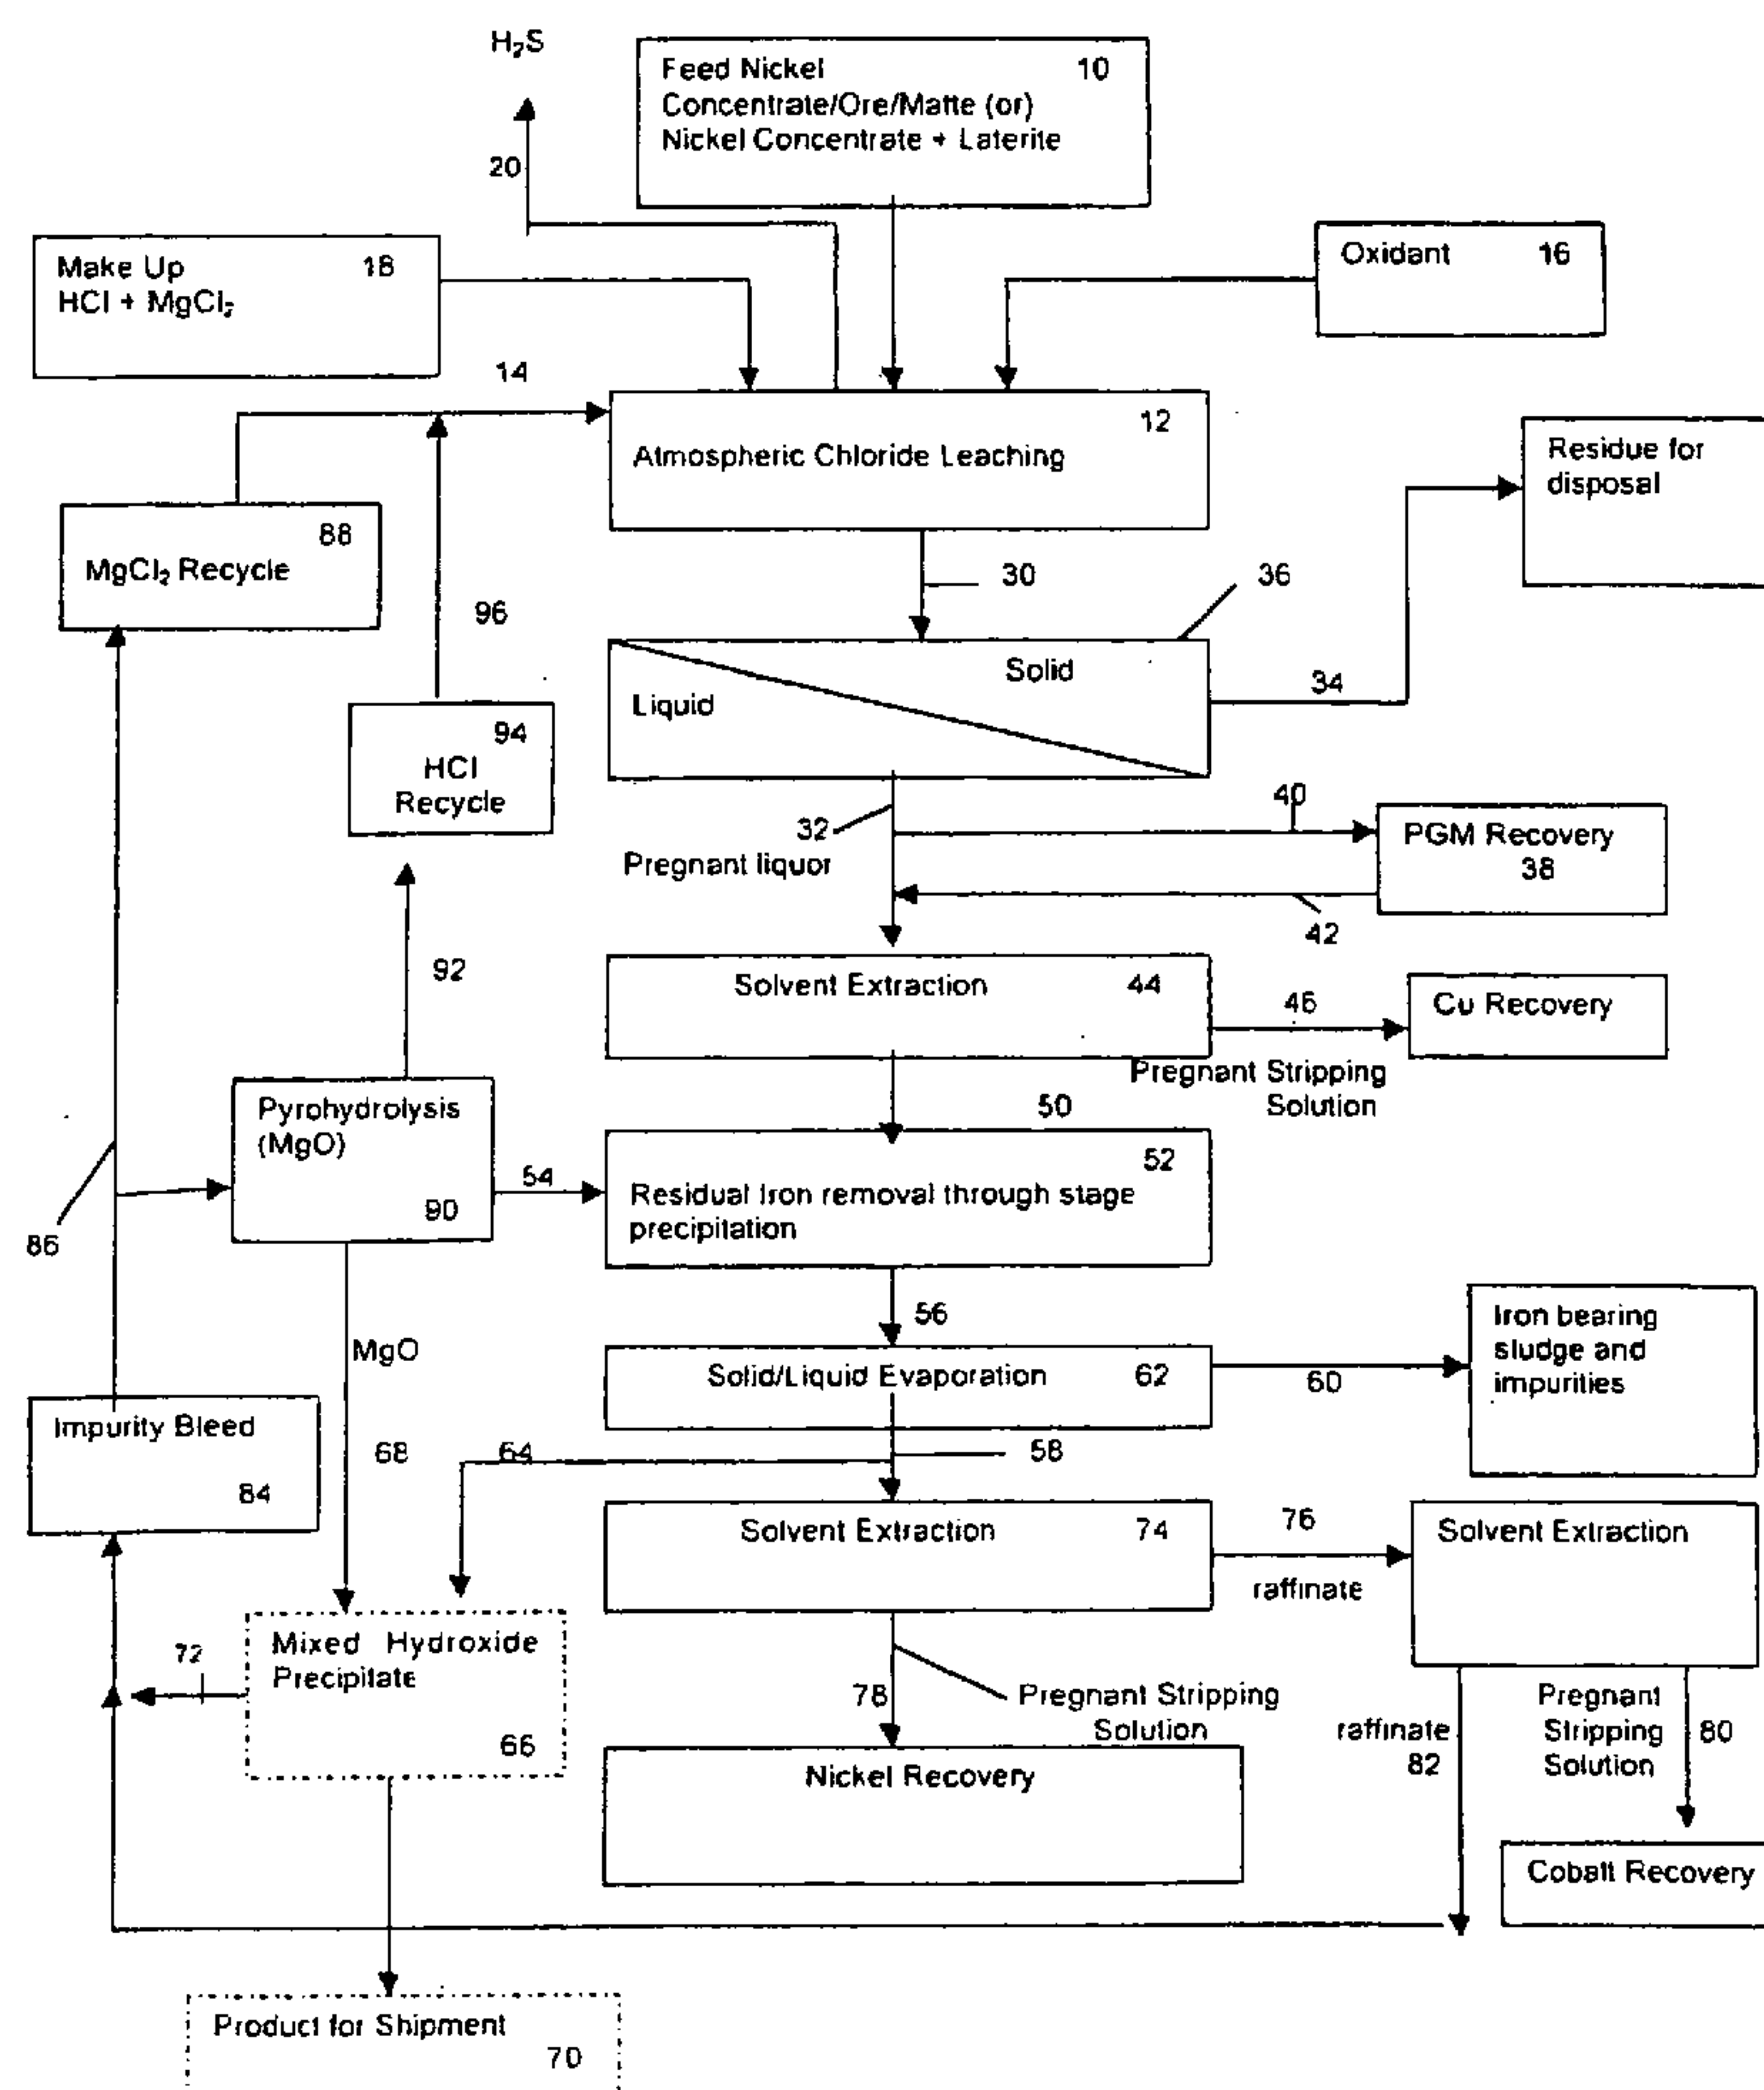 H₂S
Feed Nickel 10
Concentrate/Ore/Matte (or)
Nickel Concentrate + Laterite
20
Make Up 18
HCl + MgCl₂
Oxidant 16
14
12
Atmospheric Chloride Leaching
Residue for
disposal
88
MgCl₂ Recycle
30
36
96
Solid
Liquid
34
94
HCl
Recycle
40
32
Pregnant liquor
PGM Recovery
38
42
92
Solvent Extraction 44
46
Cu Recovery
Pregnant Stripping
Solution
50
Pyrohydrolysis
(MgO)
90
54
52
Residual Iron removal through stage
precipitation
86
56
Iron bearing
sludge and
impurities
MgO
Solid/Liquid Evaporation 62
60
Impurity Bleed
84
68
64
58
Solvent Extraction 74
76
raffinate
Solvent Extraction
72
Mixed Hydroxide
Precipitate
66
78
Pregnant Stripping
Solution
raffinate
82
Pregnant
Stripping
Solution
80
Nickel Recovery
Cobalt Recovery
Product for Shipment
70